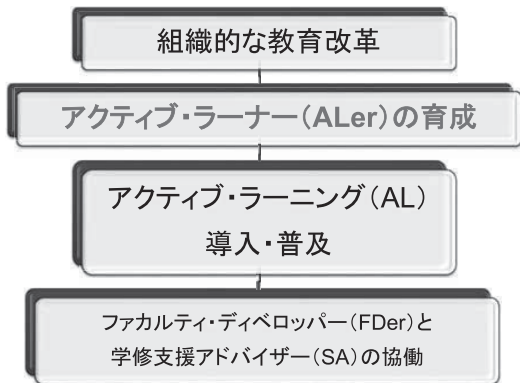 組織的な教育改革
アクティブ・ラーナー(ALer)の育成
アクティブ・ラーニング(AL)
導入・普及
ファカルティ・ディベロッパー(FDer)と
学修支援アドバイザー(SA)の協働